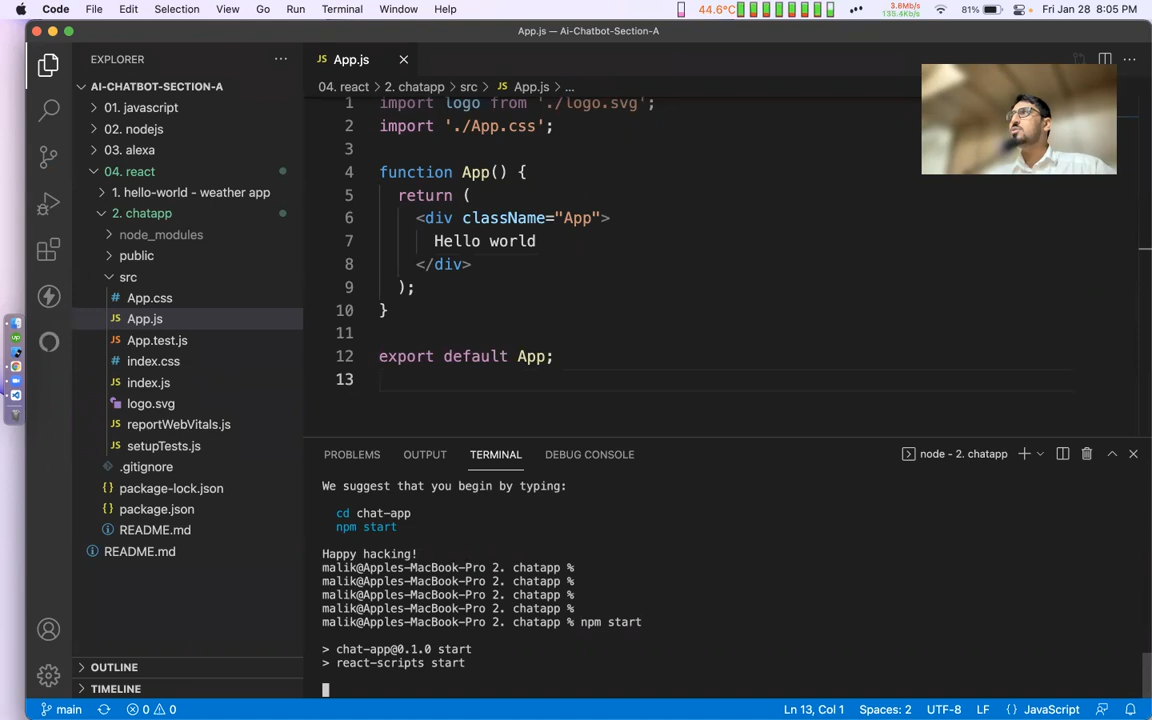 Code File Edit Selection View Go Run Terminal Window Help 44.6°C 3.6Mb/s 135.4Kb/s 81% Fri Jan 28 8:05 PM
App.js — Ai-Chatbot-Section-A
EXPLORER
AI-CHATBOT-SECTION-A
01. javascript
02. nodejs
03. alexa
04. react
1. hello-world - weather app
2. chatapp
node_modules
public
src
# App.css
JS App.js
JS App.test.js
# index.css
JS index.js
logo.svg
JS reportWebVitals.js
JS setupTests.js
.gitignore
{} package-lock.json
{} package.json
README.md
README.md
OUTLINE
TIMELINE
JS App.js
04. react > 2. chatapp > src > JS App.js > ...
1 import logo from './logo.svg';
2 import './App.css';
3
4 function App() {
5 return (
6 <div className="App">
7 Hello world
8 </div>
9 );
10 }
11
12 export default App;
13
PROBLEMS OUTPUT TERMINAL DEBUG CONSOLE node - 2. chatapp
We suggest that you begin by typing:
cd chat-app
npm start
Happy hacking!
malik@Apples-MacBook-Pro 2. chatapp %
malik@Apples-MacBook-Pro 2. chatapp %
malik@Apples-MacBook-Pro 2. chatapp %
malik@Apples-MacBook-Pro 2. chatapp %
malik@Apples-MacBook-Pro 2. chatapp % npm start
> chat-app@0.1.0 start
> react-scripts start
main 0 0 Ln 13, Col 1 Spaces: 2 UTF-8 LF {} JavaScript